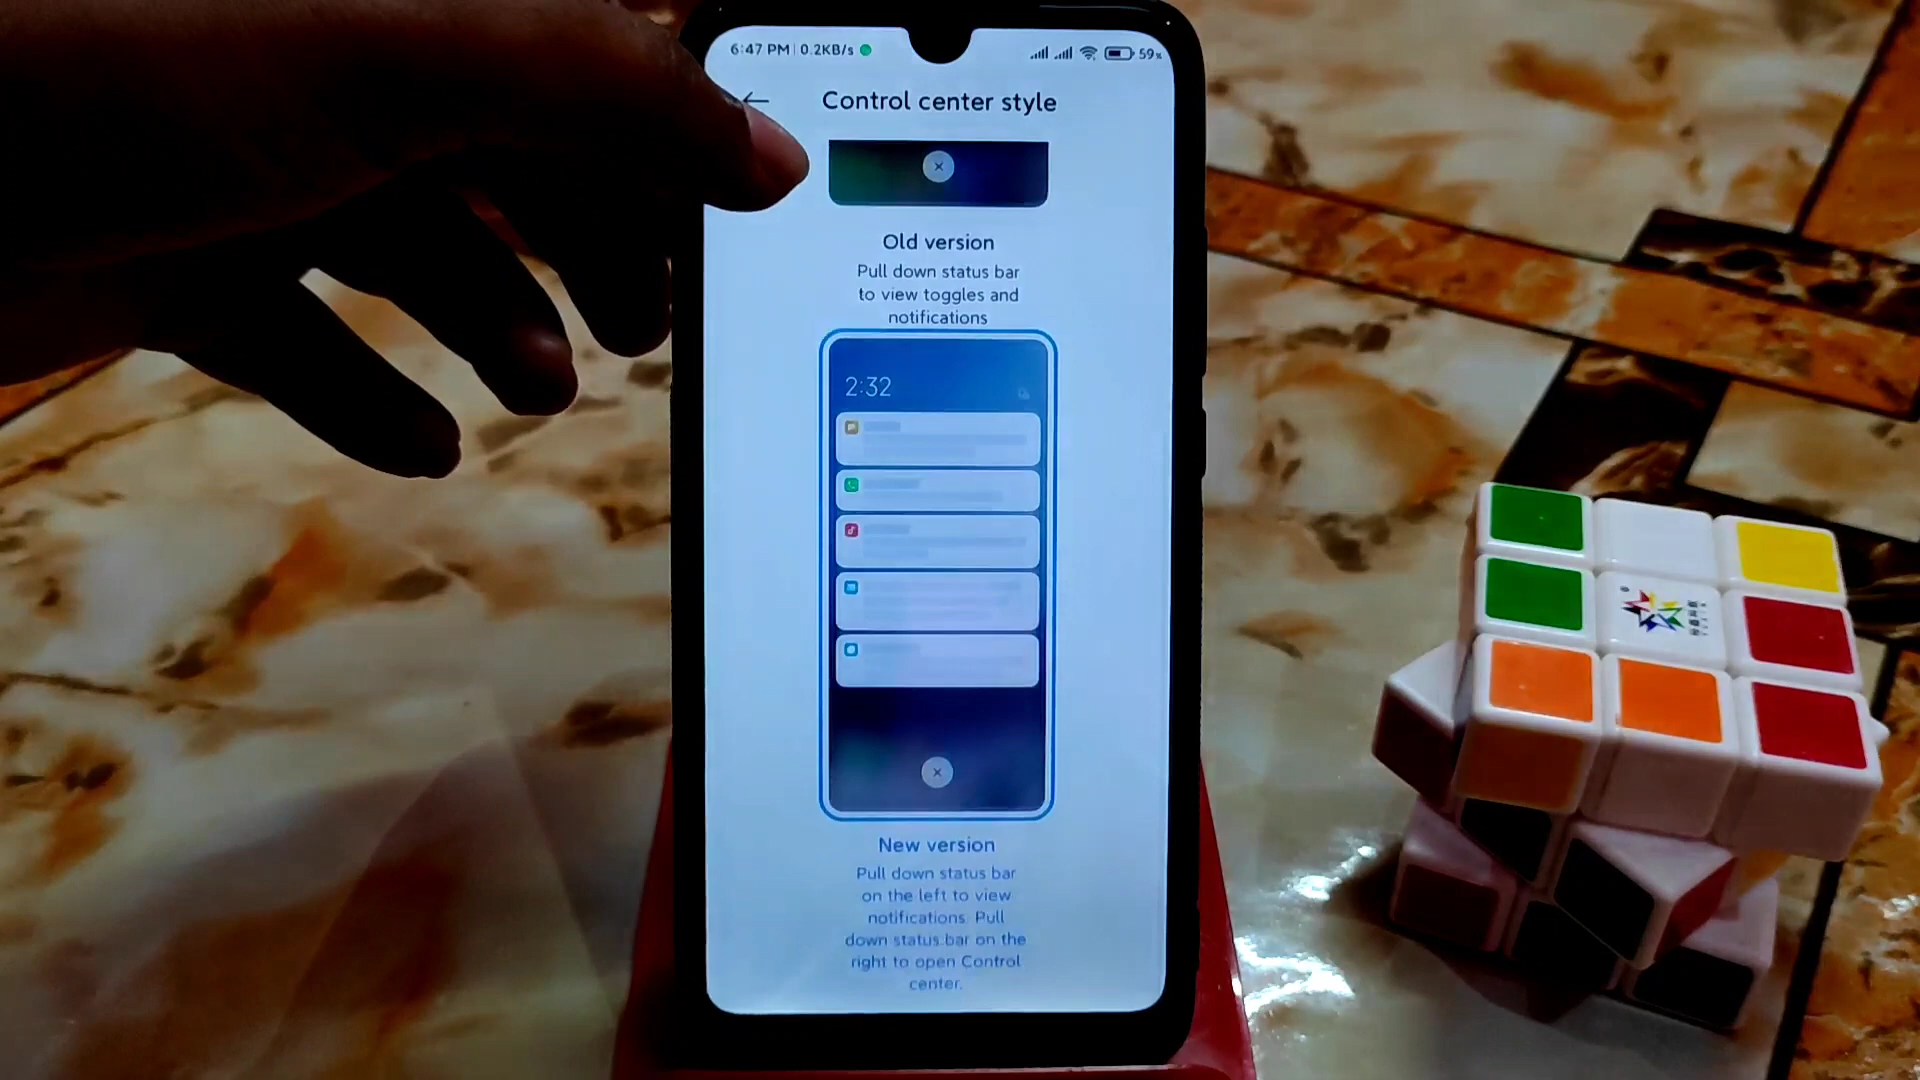 6:47 PM | 0.2KB/s
59%
Control center style
Old version
Pull down status bar
to view toggles and
notifications
2:32
New version
Pull down status bar
on the left to view
notifications. Pull
down status bar on the
right to open Control
center.